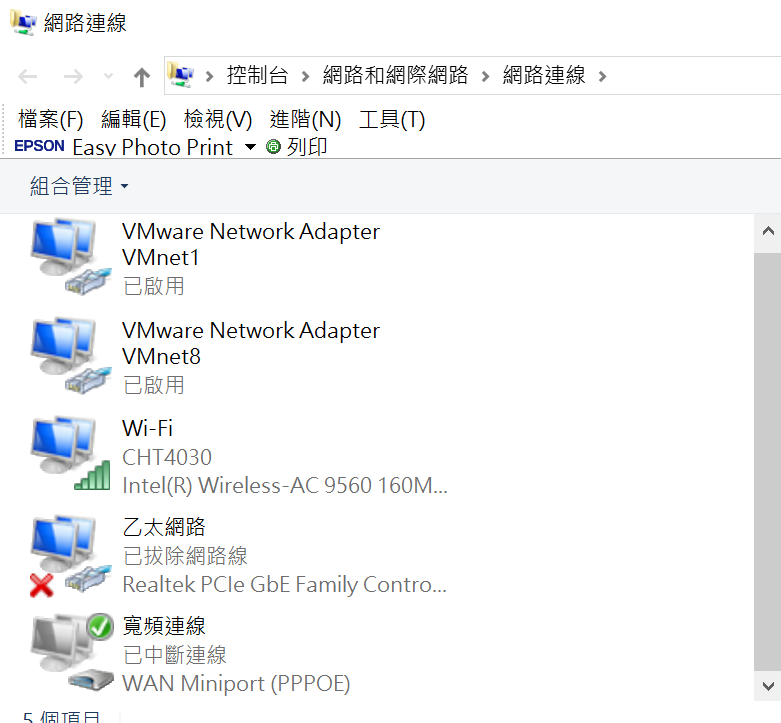 網路連線
控制台 網路和網際網路 網路連線
檔案(F) 編輯(E) 檢視(V) 進階(N) 工具(T)
EPSON Easy Photo Print 列印
組合管理
VMware Network Adapter
VMnet1
已啟用
VMware Network Adapter
VMnet8
已啟用
Wi-Fi
CHT4030
Intel(R) Wireless-AC 9560 160M...
乙太網路
已拔除網路線
Realtek PCIe GbE Family Contro...
寬頻連線
已中斷連線
WAN Miniport (PPPOE)
5 個項目